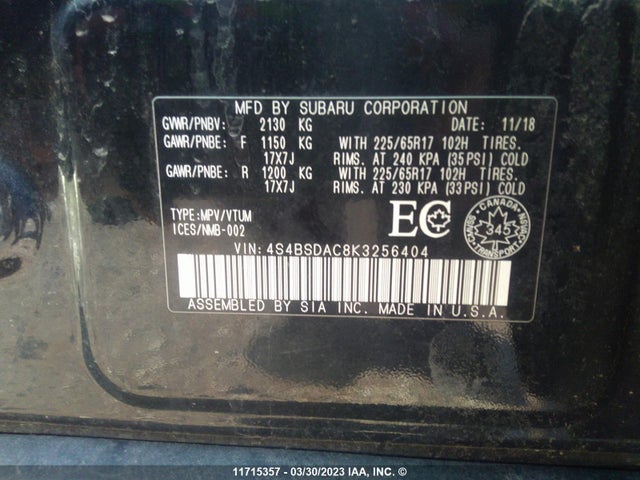 MFD BY SUBARU CORPORATION
GVWR/PNBV: 2130 KG DATE: 11/18
GAWR/PNBE: F 1150 KG WITH 225/65R17 102H TIRES.
17X7J RIMS. AT 240 KPA (35PSI) COLD
GAWR/PNBE: R 1200 KG WITH 225/65R17 102H TIRES.
17X7J RIMS. AT 230 KPA (33PSI) COLD
TYPE:MPV/VTUM
ICES/NMB-002
EC
CANADA
345
VIN:4S4BSDAC8K3256404
ASSEMBLED BY SIA INC. MADE IN U.S.A.
11715357 - 03/30/2023 IAA, INC. ©